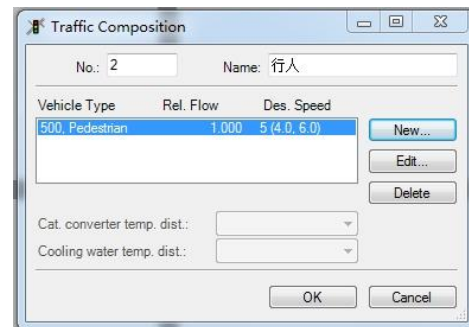 Traffic Composition
No.: 2 Name: 行人
Vehicle Type Rel. Flow Des. Speed
500, Pedestrian 1.000 5 (4.0, 6.0)
New...
Edit...
Delete
Cat. converter temp. dist.:
Cooling water temp. dist.:
OK Cancel